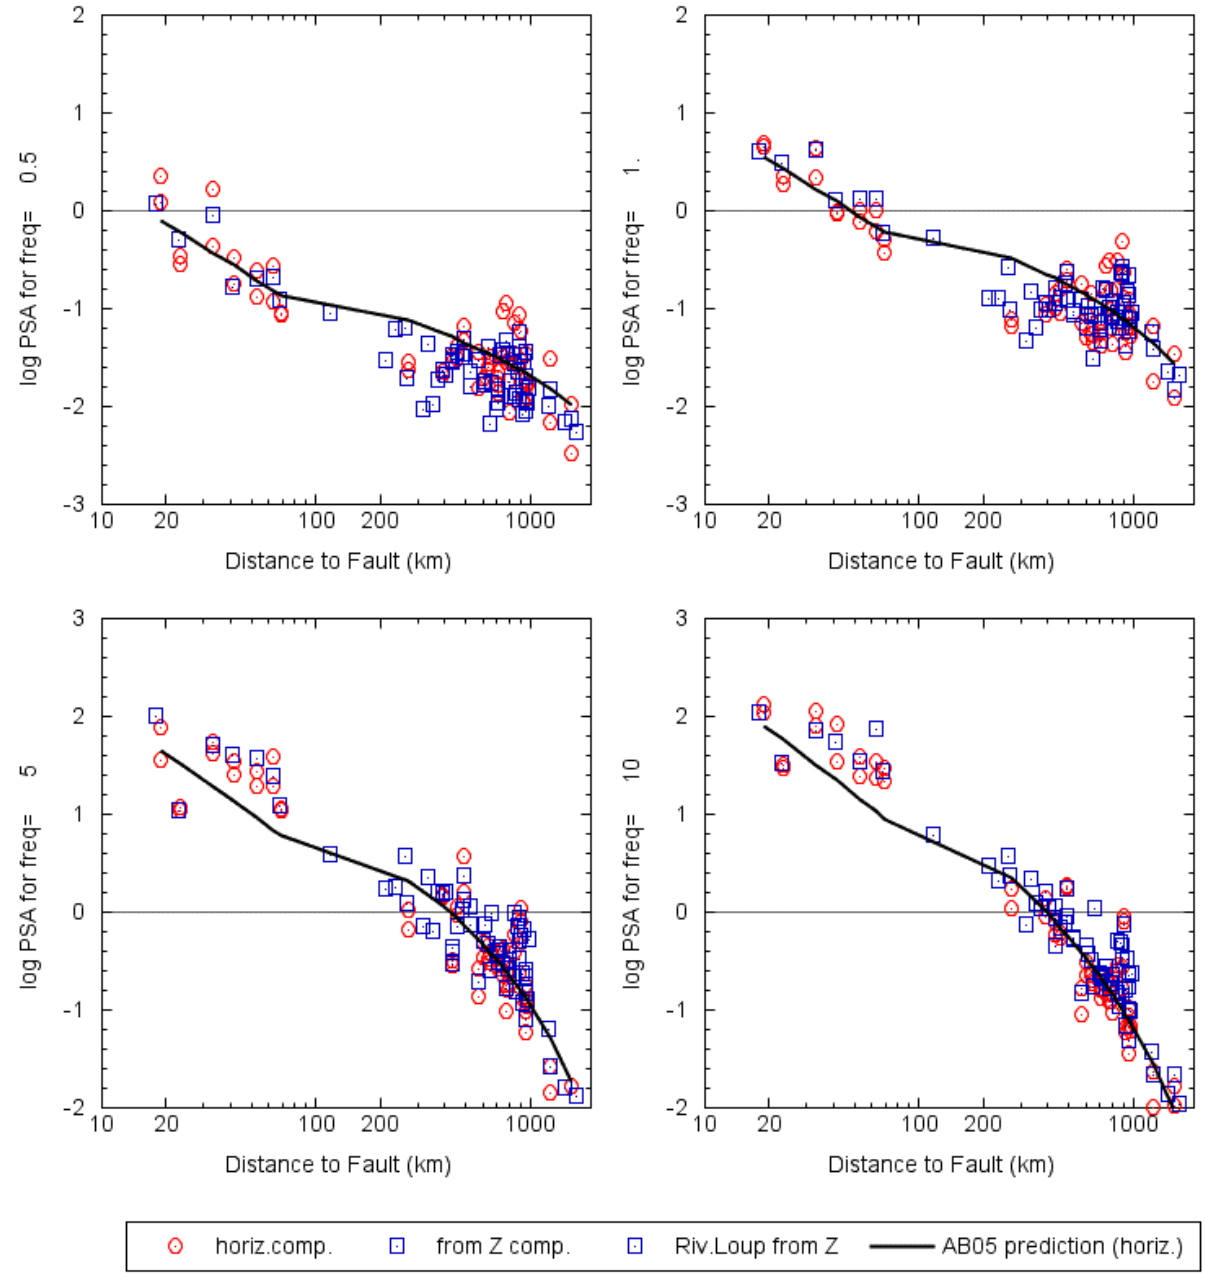 2
1
0
-1
-2
-3
log PSA for freq= 0.5
10 20 100 200 1000
Distance to Fault (km)
2
1
0
-1
-2
-3
log PSA for freq= 1.
10 20 100 200 1000
Distance to Fault (km)
3
2
1
0
-1
-2
log PSA for freq= 5
10 20 100 200 1000
Distance to Fault (km)
3
2
1
0
-1
-2
log PSA for freq= 10
10 20 100 200 1000
Distance to Fault (km)
horiz.comp. from Z comp. Riv.Loup from Z AB05 prediction (horiz.)